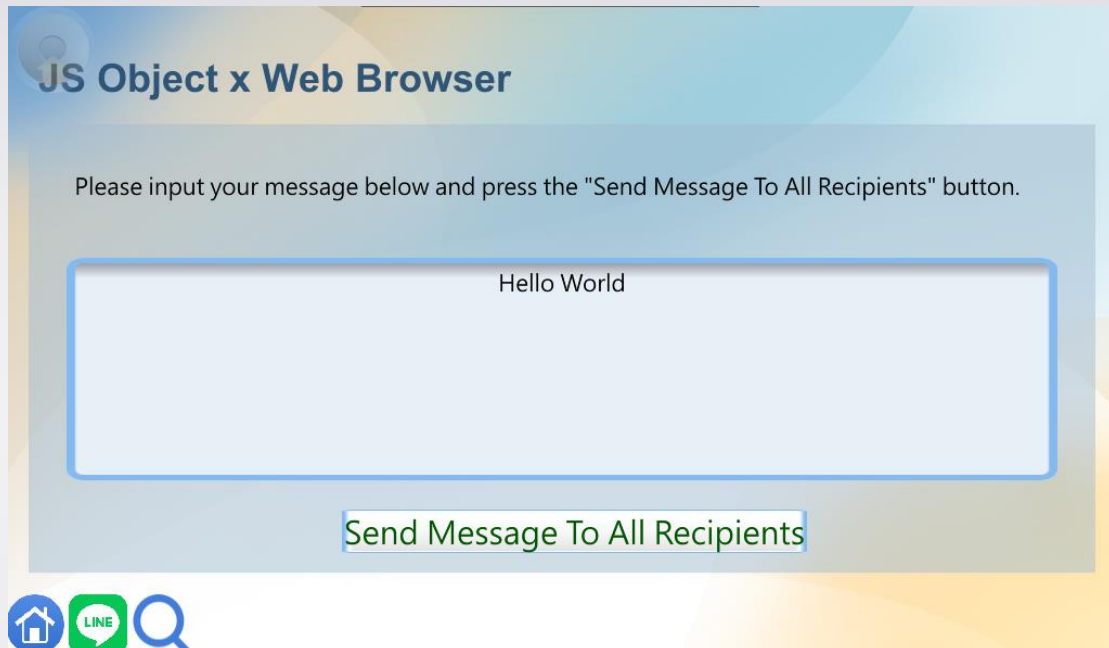 JS Object x Web Browser
Please input your message below and press the "Send Message To All Recipients" button.
Hello World
Send Message To All Recipients
LINE